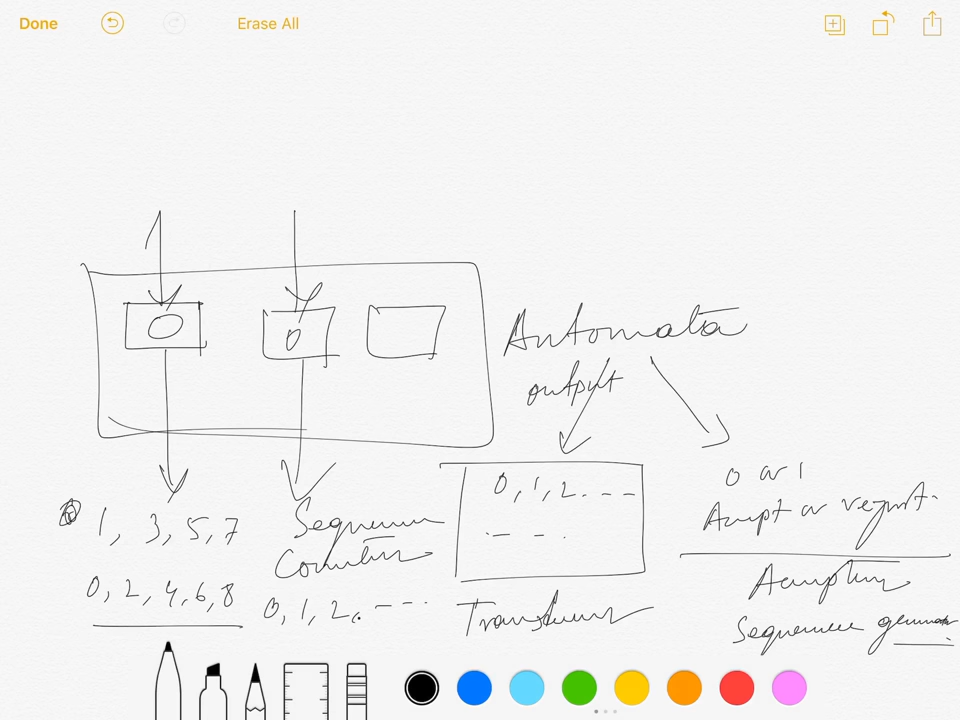 Done
Erase All
0
0
Automata
output
0, 1, 2. - - -
.- - .
0 or 1
Accept or reject.
1, 3, 5, 7
0, 2, 4, 6, 8
Sequence
Counter
0, 1, 2. - - -
Transducer
Acceptor
Sequence generator